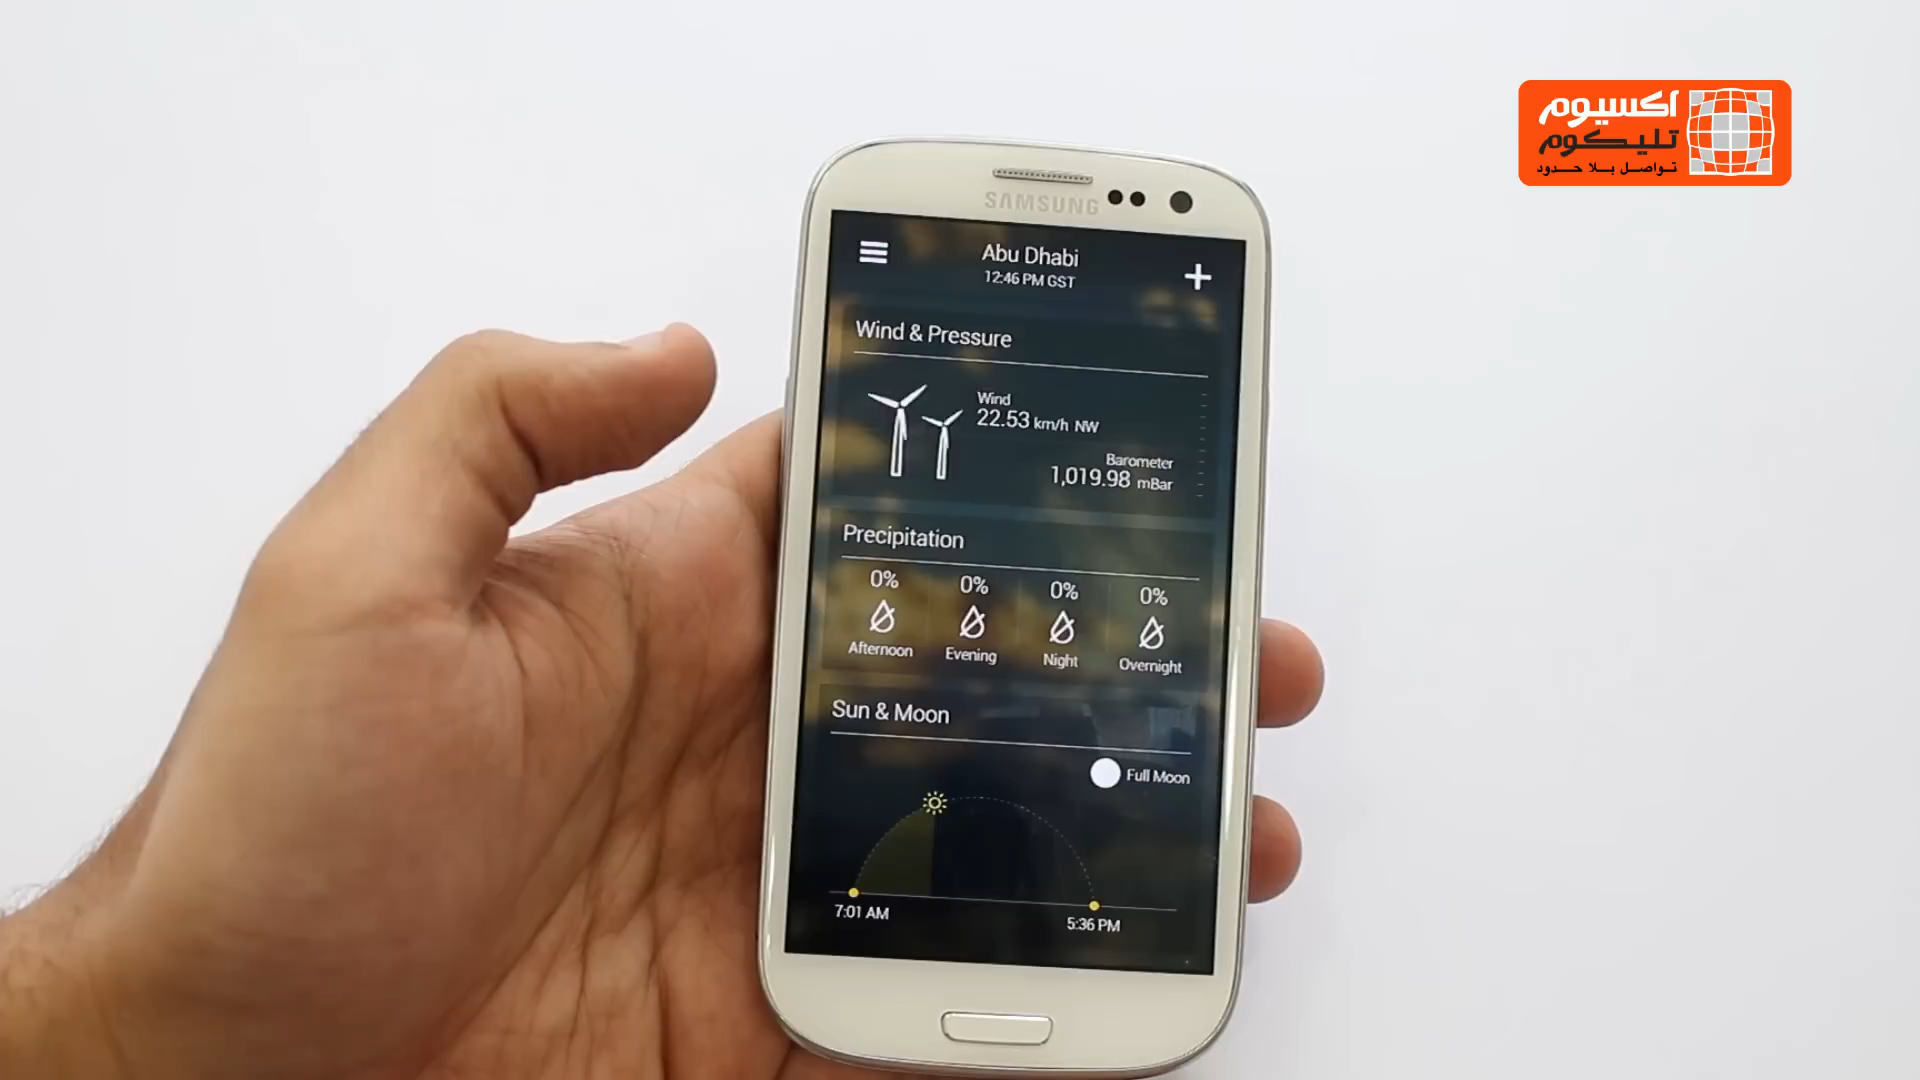 اكسيوم
تليكوم
تواصل بلا حدود
SAMSUNG
Abu Dhabi
12:46 PM GST
Wind & Pressure
Wind
22.53 km/h NW
Barometer
1,019.98 mBar
Precipitation
0% 0% 0% 0%
Afternoon Evening Night Overnight
Sun & Moon
Full Moon
7:01 AM 5:36 PM